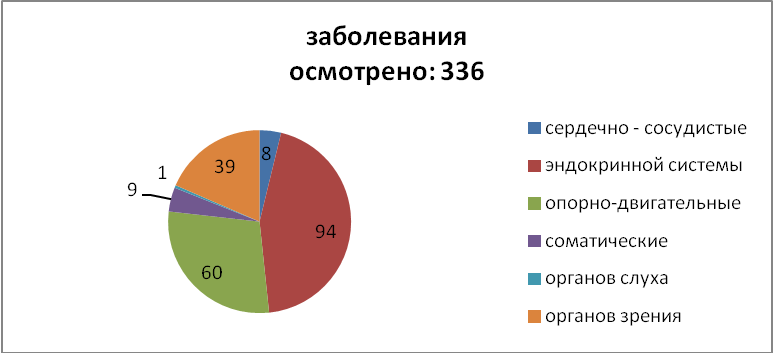 заболевания
осмотрено: 336
8
94
60
9
1
39
сердечно - сосудистые
эндокринной системы
опорно-двигательные
соматические
органов слуха
органов зрения